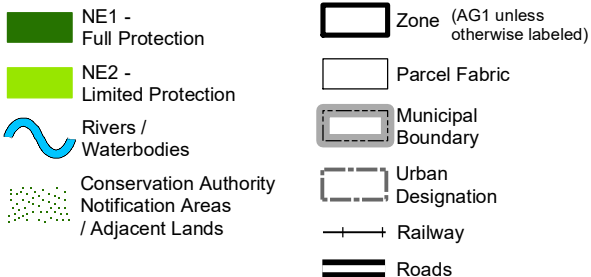 NE1 -
Full Protection
NE2 -
Limited Protection
Rivers /
Waterbodies
Conservation Authority
Notification Areas
/ Adjacent Lands
Zone (AG1 unless
otherwise labeled)
Parcel Fabric
Municipal
Boundary
Urban
Designation
Railway
Roads